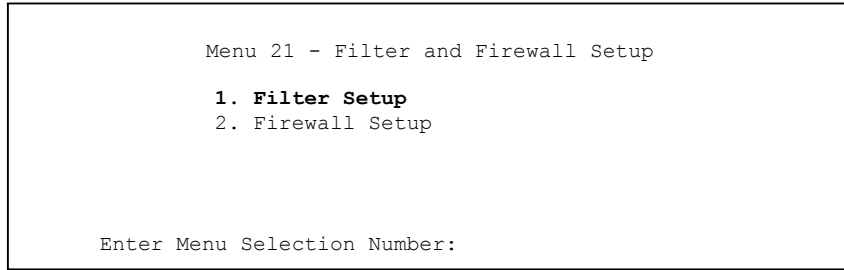 Menu 21 - Filter and Firewall Setup
1. Filter Setup
2. Firewall Setup
Enter Menu Selection Number: